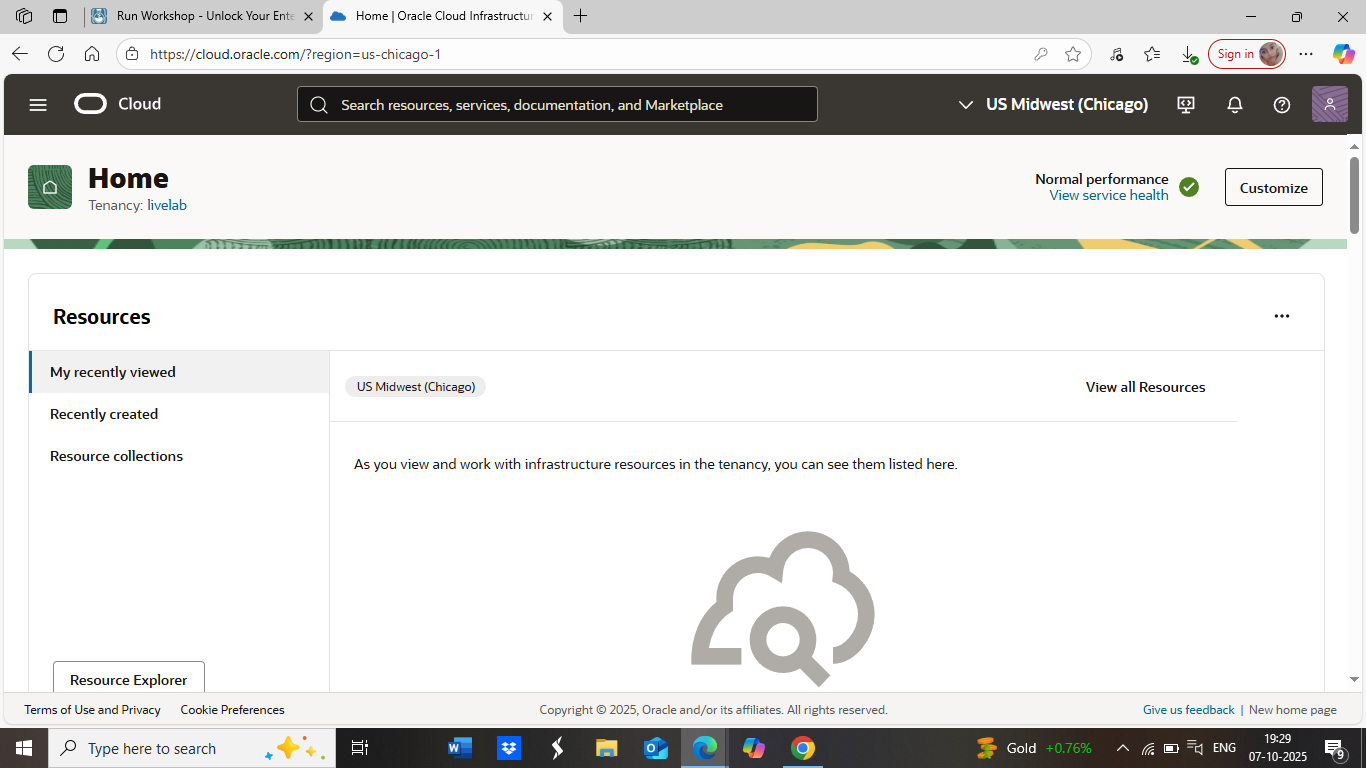 Run Workshop - Unlock Your Ente
Home | Oracle Cloud Infrastructur
https://cloud.oracle.com/?region=us-chicago-1
Sign in
Cloud
Search resources, services, documentation, and Marketplace
US Midwest (Chicago)
Home
Tenancy: livelab
Normal performance
View service health
Customize
Resources
My recently viewed
Recently created
Resource collections
Resource Explorer
US Midwest (Chicago)
View all Resources
As you view and work with infrastructure resources in the tenancy, you can see them listed here.
Terms of Use and Privacy
Cookie Preferences
Copyright © 2025, Oracle and/or its affiliates. All rights reserved.
Give us feedback | New home page
Type here to search
Gold +0.76%
ENG
19:29
07-10-2025
9